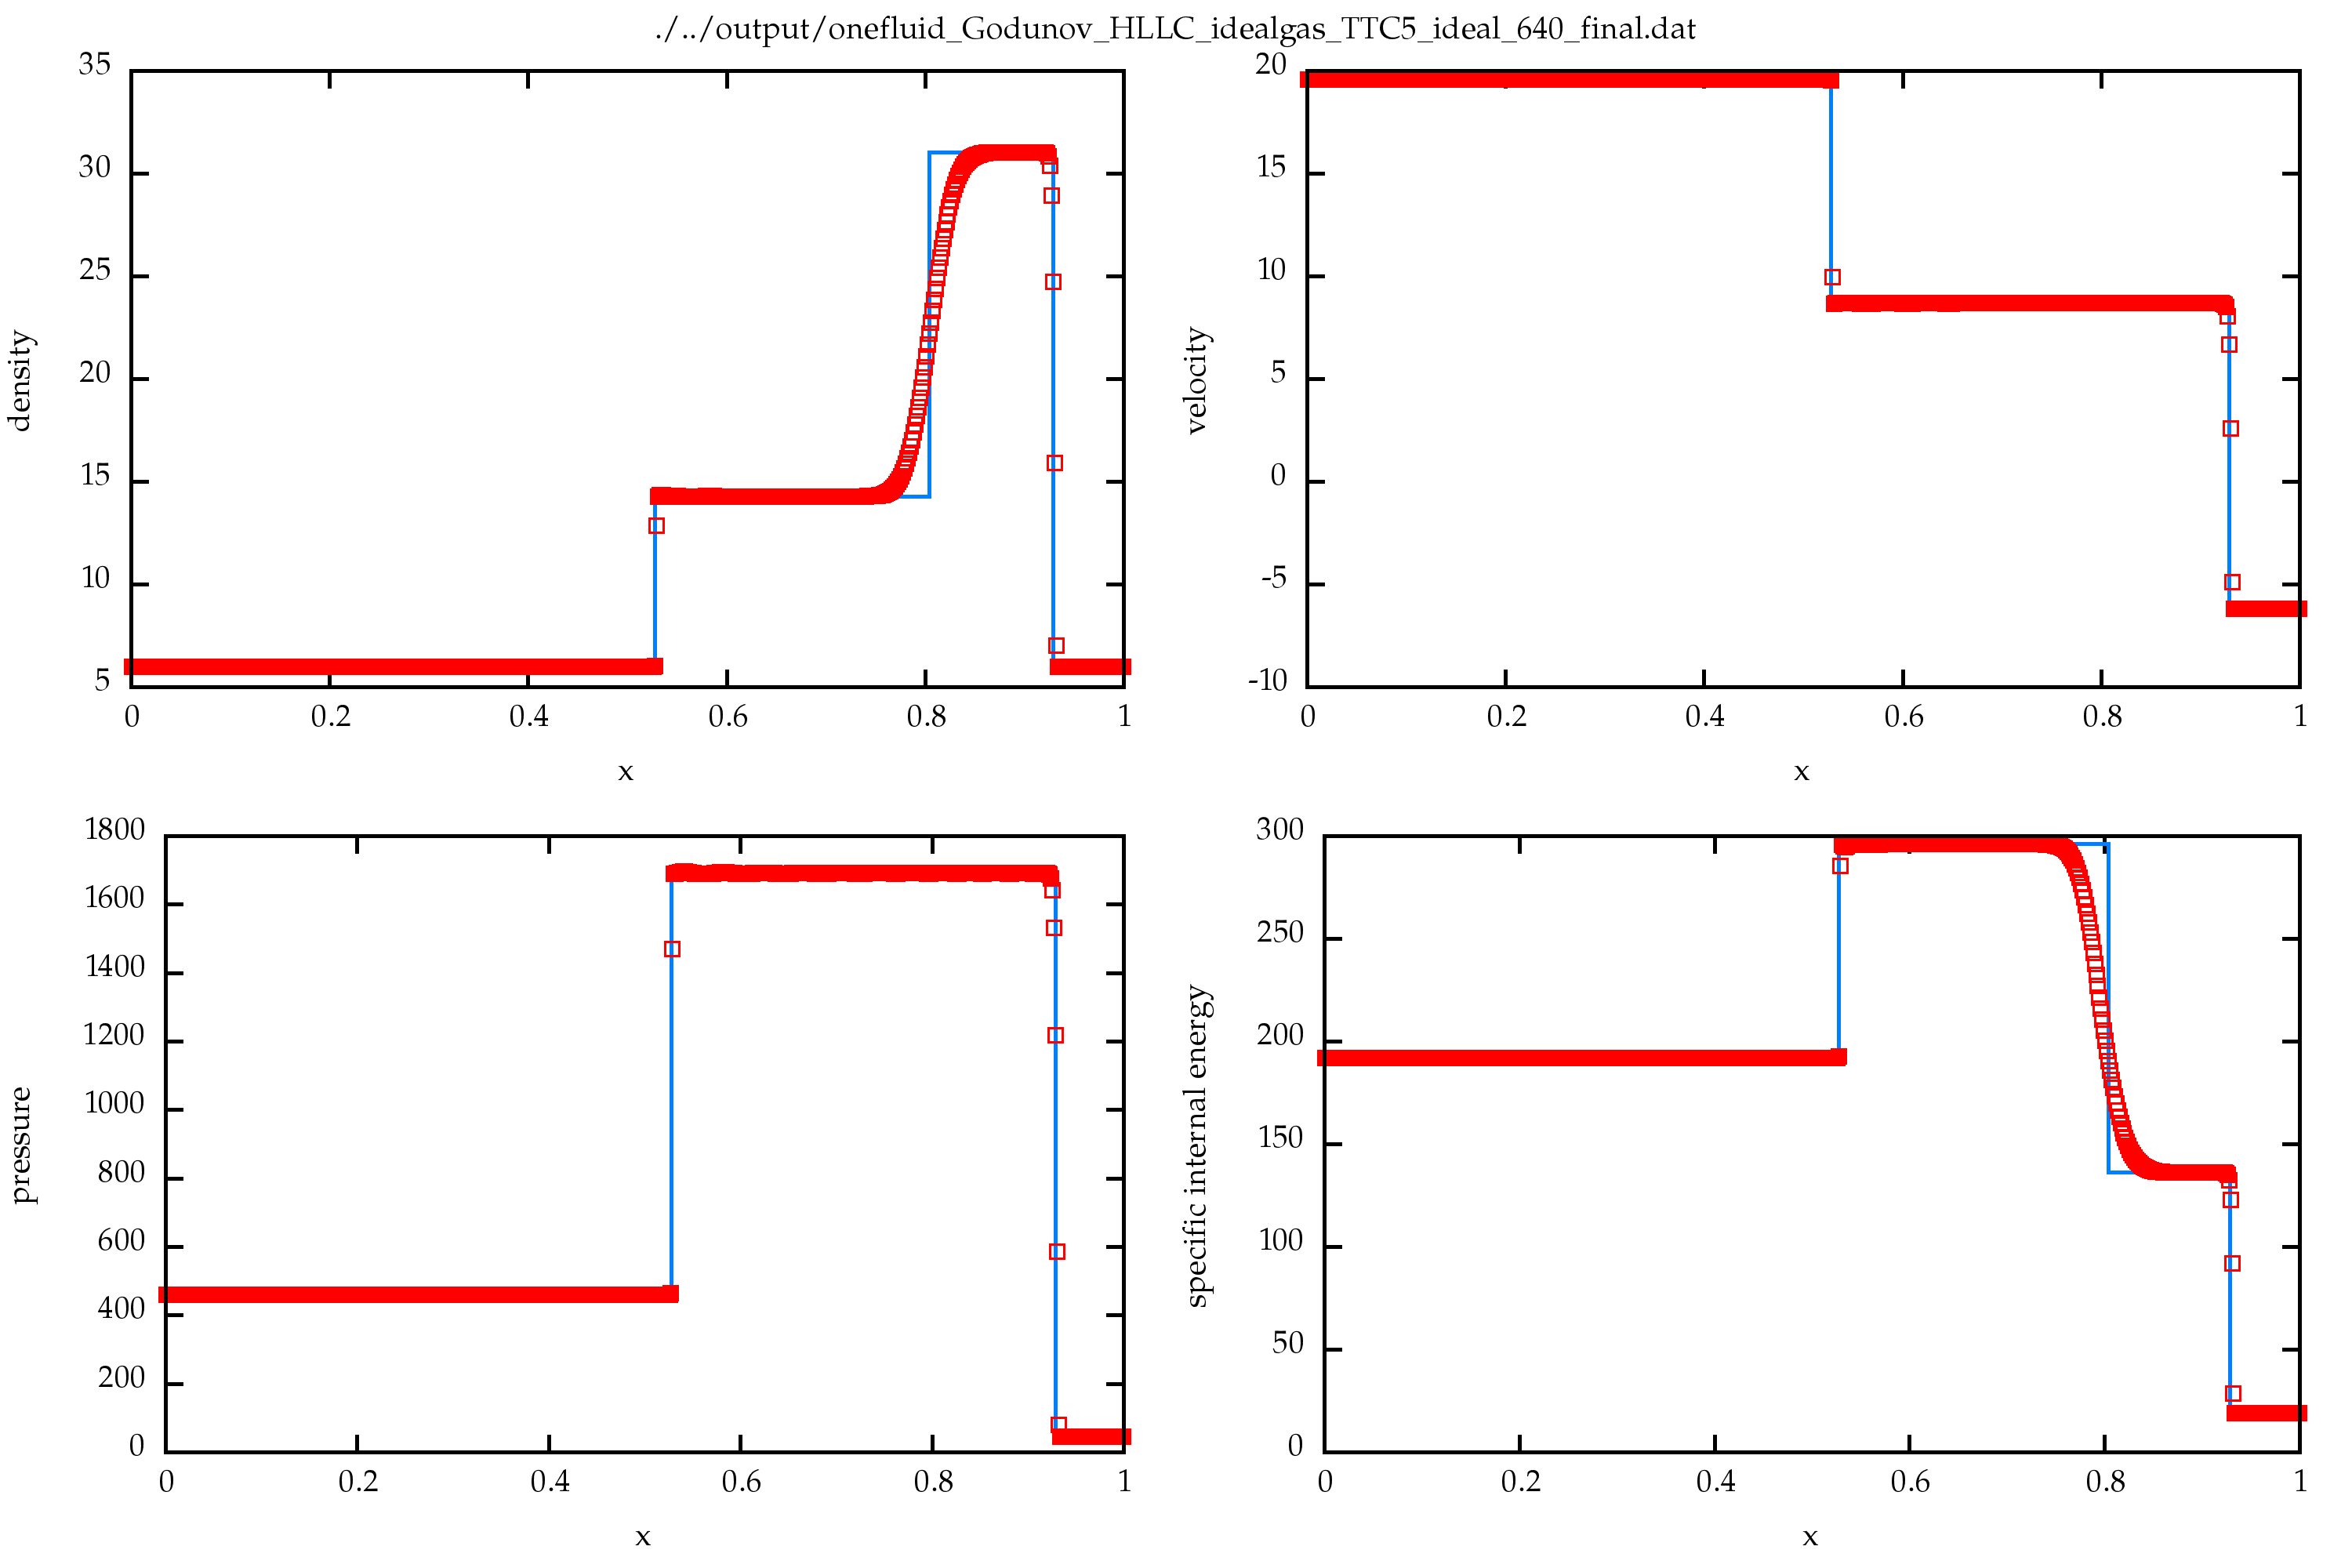 ./../output/onefluid_Godunov_HLLC_idealgas_TTC5_ideal_640_final.dat
35
30
25
20
15
10
5
density
0 0.2 0.4 0.6 0.8 1
x
20
15
10
5
0
-5
-10
velocity
0 0.2 0.4 0.6 0.8 1
x
1800
1600
1400
1200
1000
800
600
400
200
0
pressure
0 0.2 0.4 0.6 0.8 1
x
300
250
200
150
100
50
0
specific internal energy
0 0.2 0.4 0.6 0.8 1
x